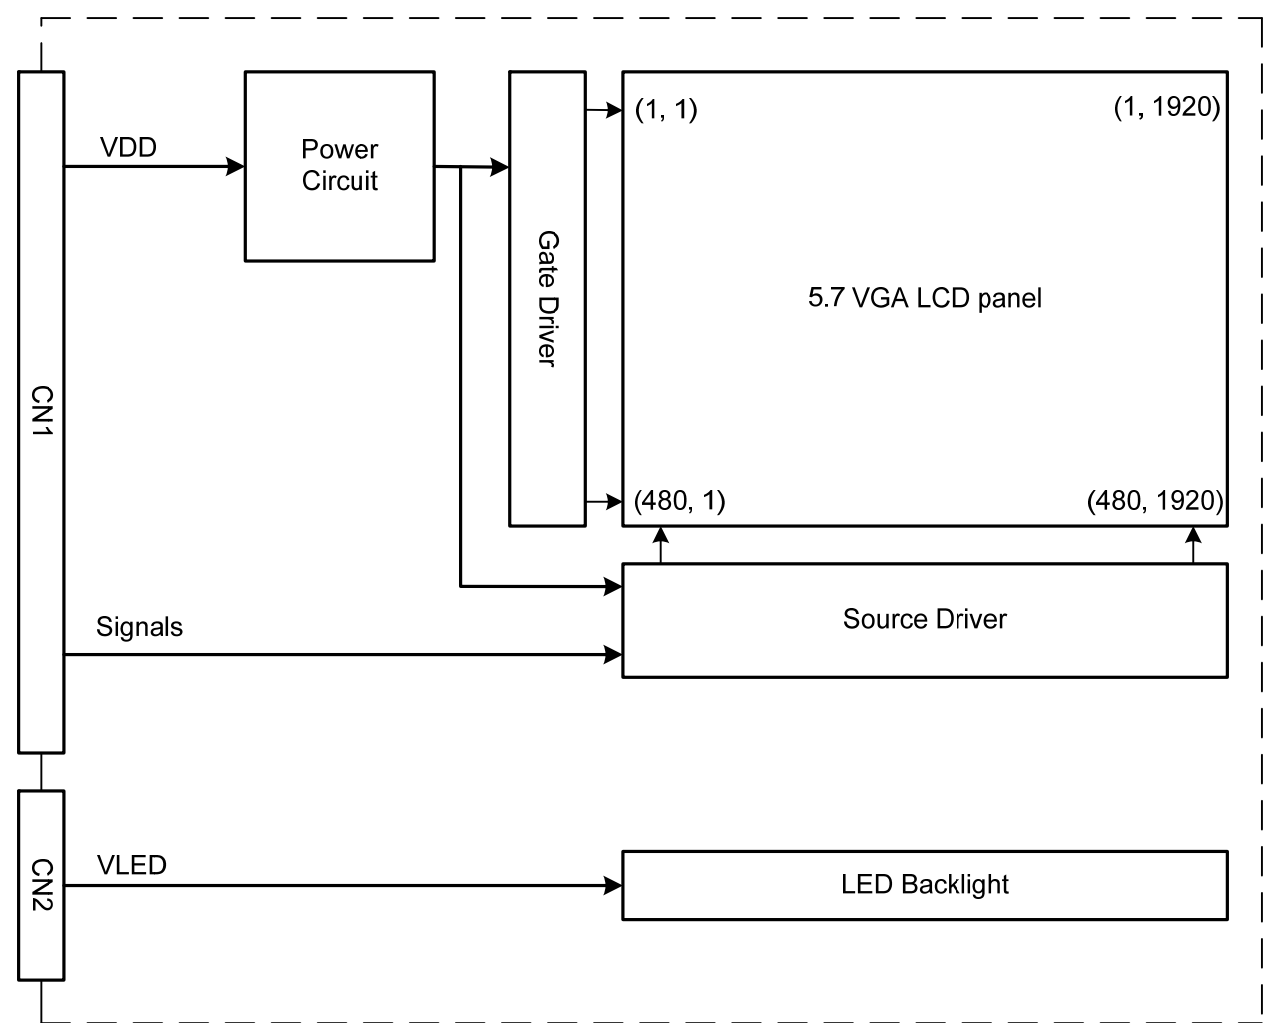 VDD
Power
Circuit
(1, 1)
(1, 1920)
Gate Driver
5.7 VGA LCD panel
CN1
(480, 1)
(480, 1920)
Signals
Source Driver
CN2
VLED
LED Backlight